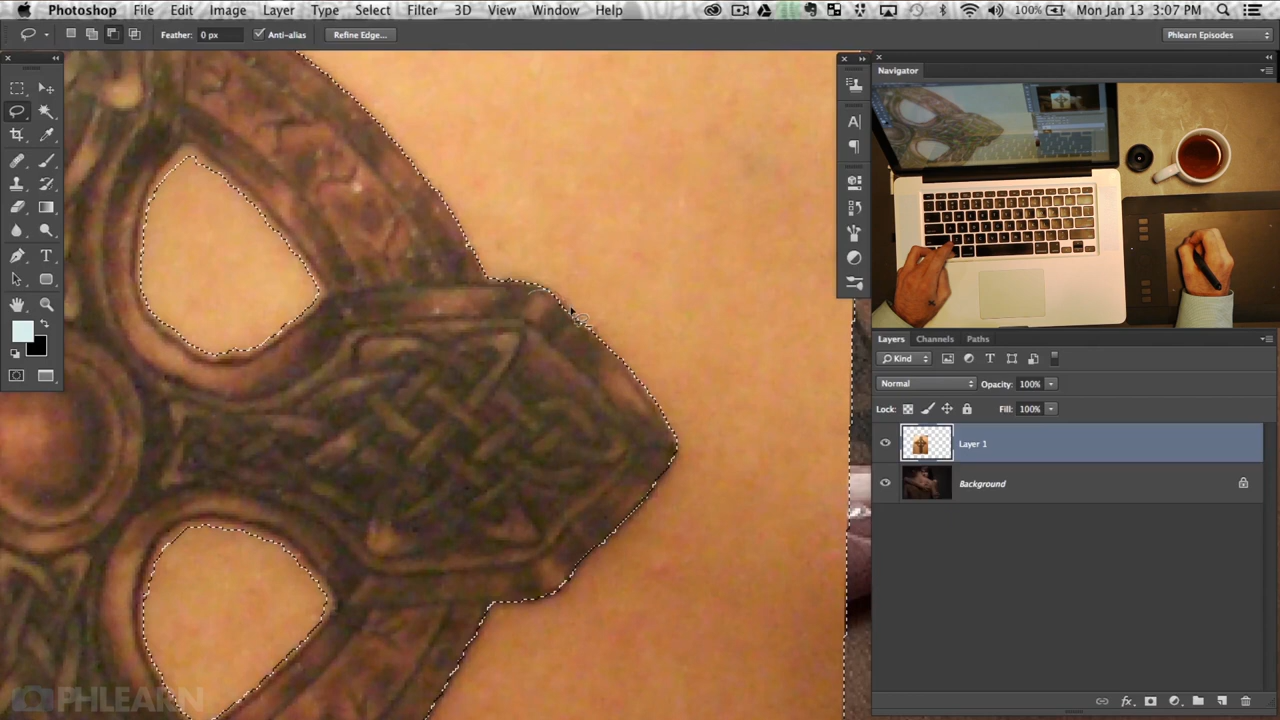 Photoshop File Edit Image Layer Type Select Filter 3D View Window Help 100% Mon Jan 13 3:07 PM
Feather: 0 px Anti-alias Refine Edge... Phlearn Episodes
Navigator
Layers Channels Paths
Kind
Normal Opacity: 100%
Lock: Fill: 100%
Layer 1
Background
PHLEARN